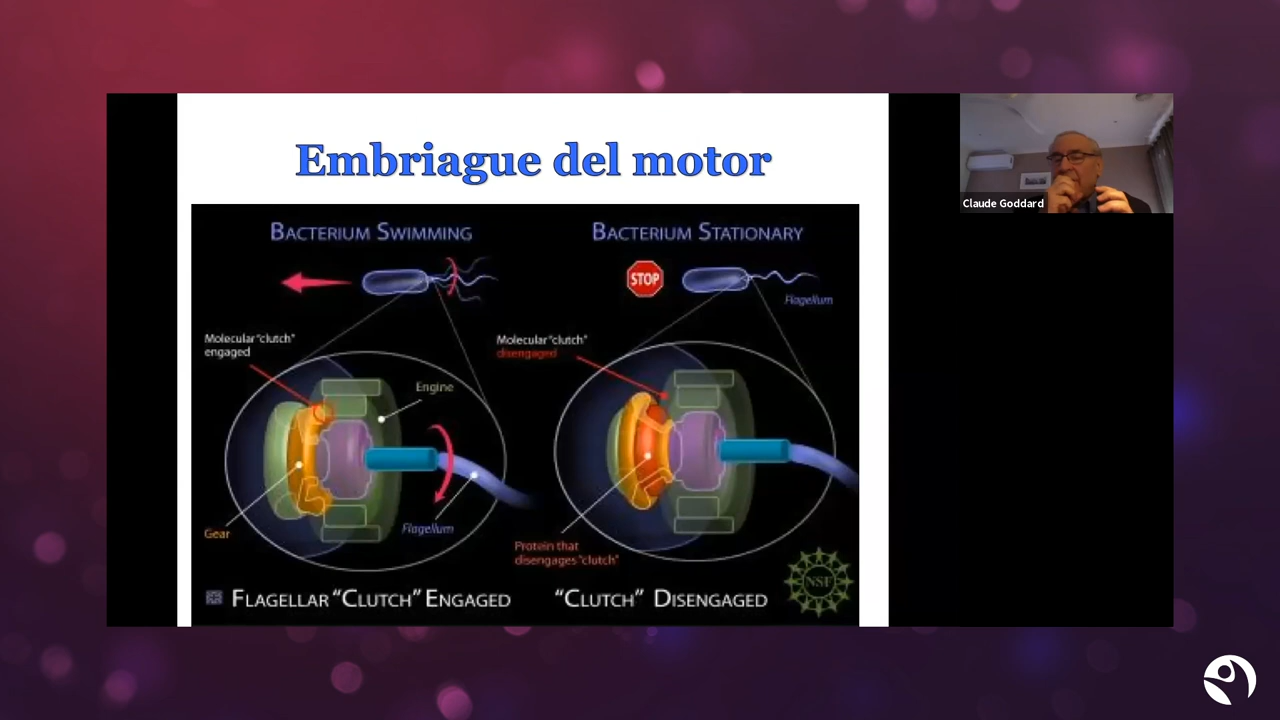 Embriague del motor
BACTERIUM SWIMMING
BACTERIUM STATIONARY
STOP
Flagellum
Molecular "clutch"
engaged
Molecular "clutch"
disengaged
Engine
Gear
Flagellum
Protein that
disengages "clutch"
NSF
FLAGELLAR "CLUTCH" ENGAGED
"CLUTCH" DISENGAGED
Claude Goddard